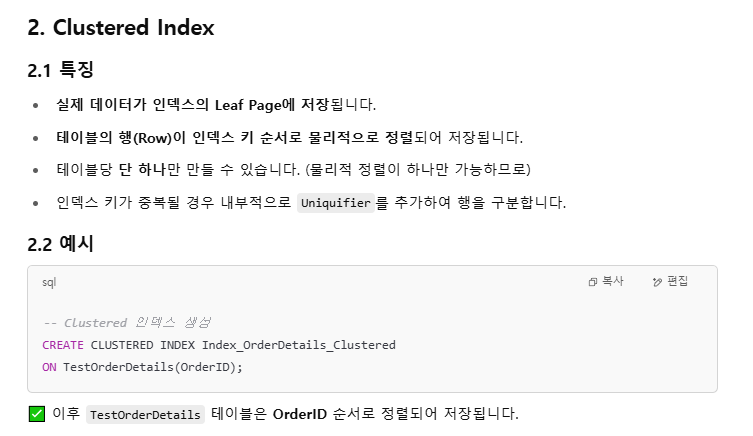 2. Clustered Index
2.1 특징
• 실제 데이터가 인덱스의 Leaf Page에 저장됩니다.
• 테이블의 행(Row)이 인덱스 키 순서로 물리적으로 정렬되어 저장됩니다.
• 테이블당 단 하나만 만들 수 있습니다. (물리적 정렬이 하나만 가능하므로)
• 인덱스 키가 중복될 경우 내부적으로 Uniquifier를 추가하여 행을 구분합니다.
2.2 예시
sql 복사 편집
-- Clustered 인덱스 생성
CREATE CLUSTERED INDEX Index_OrderDetails_Clustered
ON TestOrderDetails(OrderID);
✅ 이후 TestOrderDetails 테이블은 OrderID 순서로 정렬되어 저장됩니다.